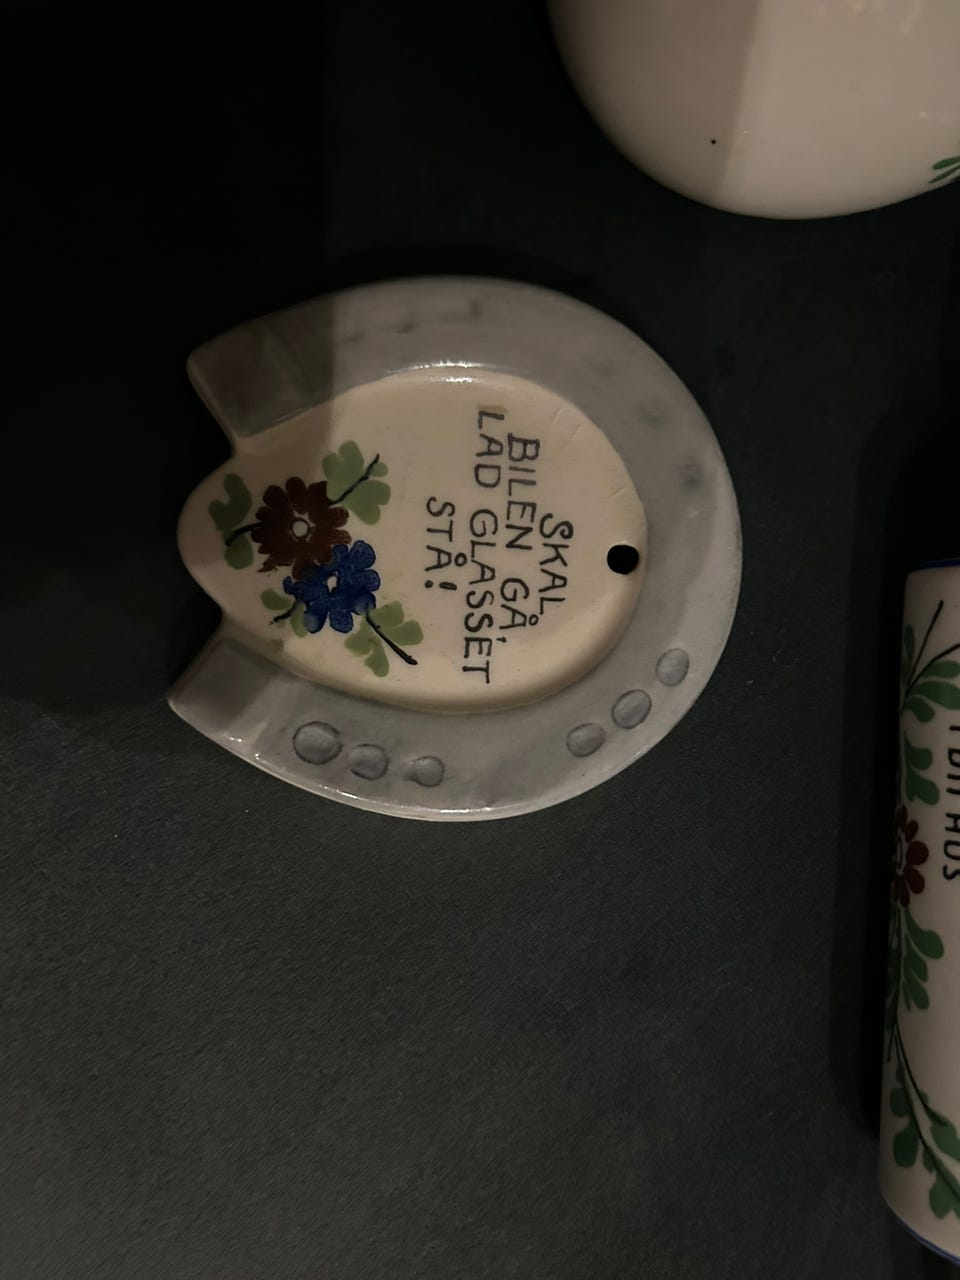 SKAL
BILEN GÅ,
LAD GLASSET
STÅ!